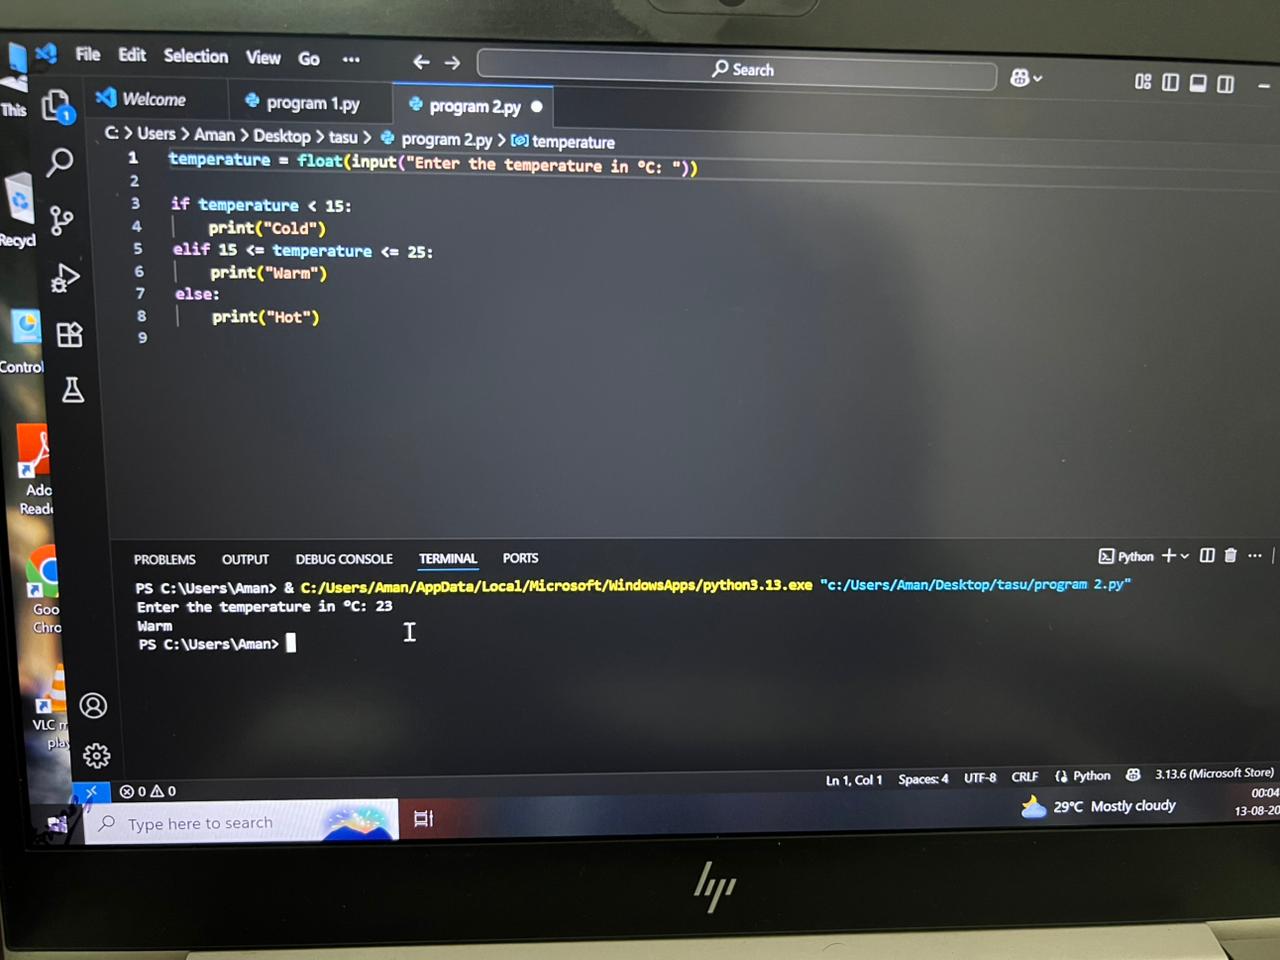 File Edit Selection View Go ... Search
This
Welcome program 1.py program 2.py
C: > Users > Aman > Desktop > tasu > program 2.py > temperature
1 temperature = float(input("Enter the temperature in °C: "))
2
3 if temperature < 15:
4 print("Cold")
5 elif 15 <= temperature <= 25:
6 print("Warm")
7 else:
8 print("Hot")
9
Recycl
Control
Ado
Reade
Goo
Chro
VLC m
play
PROBLEMS OUTPUT DEBUG CONSOLE TERMINAL PORTS Python
PS C:\Users\Aman> & C:/Users/Aman/AppData/Local/Microsoft/WindowsApps/python3.13.exe "c:/Users/Aman/Desktop/tasu/program 2.py"
Enter the temperature in °C: 23
Warm
PS C:\Users\Aman>
0 0 Ln 1, Col 1 Spaces: 4 UTF-8 CRLF Python 3.13.6 (Microsoft Store)
Type here to search 29°C Mostly cloudy 00:04
13-08-20
hp